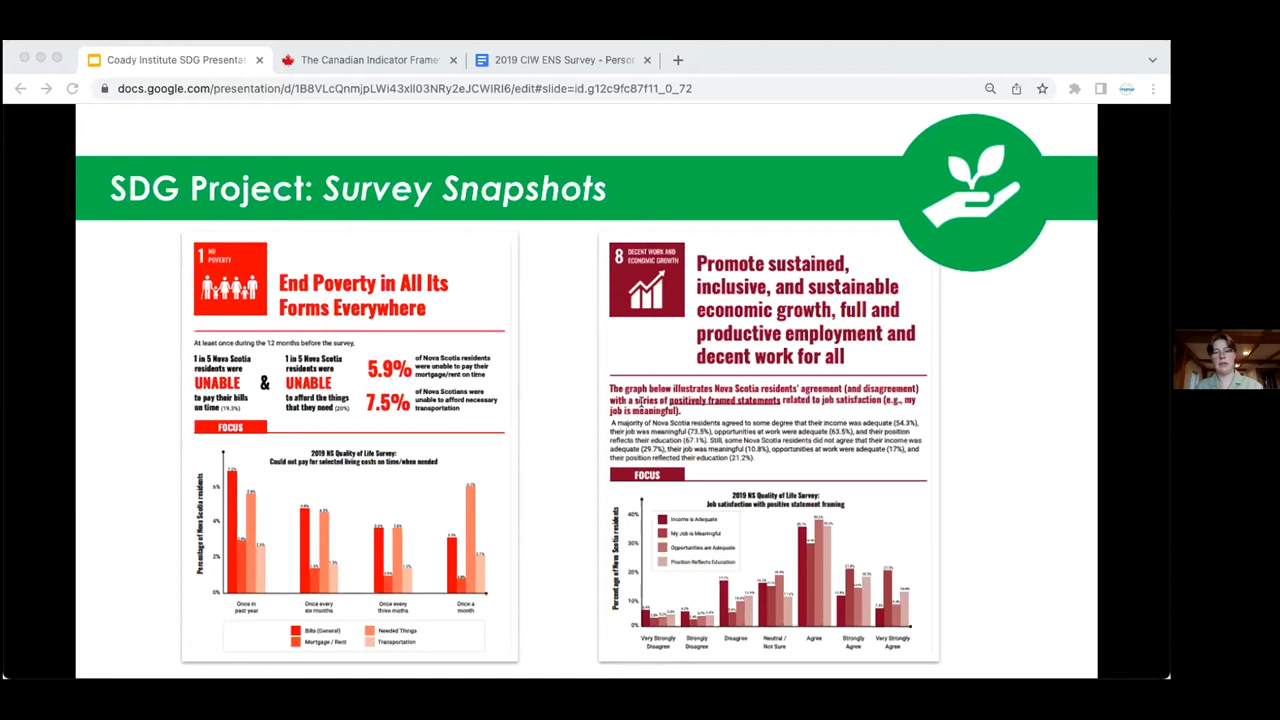 Coady Institute SDG Presentat
The Canadian Indicator Frame
2019 CIW ENS Survey - Perso
docs.google.com/presentation/d/1B8VLcQnmjpLWi43xII03NRy2eJCWIRI6/edit#slide=id.g12c9fc87f11_0_72
SDG Project: Survey Snapshots
1 NO
POVERTY
End Poverty in All Its
Forms Everywhere
At least once during the 12 months before the survey,
1 in 5 Nova Scotia
residents were
UNABLE
to pay their bills
on time (19.3%)
&
1 in 5 Nova Scotia
residents were
UNABLE
to afford the things
that they need (20%)
5.9%
of Nova Scotia residents
were unable to pay their
mortgage/rent on time
7.5%
of Nova Scotians were
unable to afford necessary
transportation
FOCUS
2019 NS Quality of Life Survey:
Could not pay for selected living costs on time/when needed
Percentage of Nova Scotia residents
6%
4%
2%
0%
Once in
past year
Once every
six months
Once every
three moths
Once a
month
Bills (General)
Needed Things
Mortgage / Rent
Transportation
8 DECENT WORK AND
ECONOMIC GROWTH
Promote sustained,
inclusive, and sustainable
economic growth, full and
productive employment and
decent work for all
The graph below illustrates Nova Scotia residents' agreement (and disagreement)
with a series of positively framed statements related to job satisfaction (e.g., my
job is meaningful).
A majority of Nova Scotia residents agreed to some degree that their income was adequate (54.3%),
their job was meaningful (73.5%), opportunities at work were adequate (63.5%), and their position
reflects their education (67.1%). Still, some Nova Scotia residents did not agree that their income was
adequate (29.7%), their job was meaningful (10.8%), opportunities at work were adequate (17%), and
their position reflected their education (21.2%).
FOCUS
2019 NS Quality of Life Survey:
Job satisfaction with positive statement framing
Percentage of Nova Scotia residents
40%
30%
20%
10%
0%
Income is Adequate
My Job is Meaningful
Opportunities are Adequate
Position Reflects Education
Very Strongly
Disagree
Strongly
Disagree
Disagree
Neutral /
Not Sure
Agree
Strongly
Agree
Very Strongly
Agree